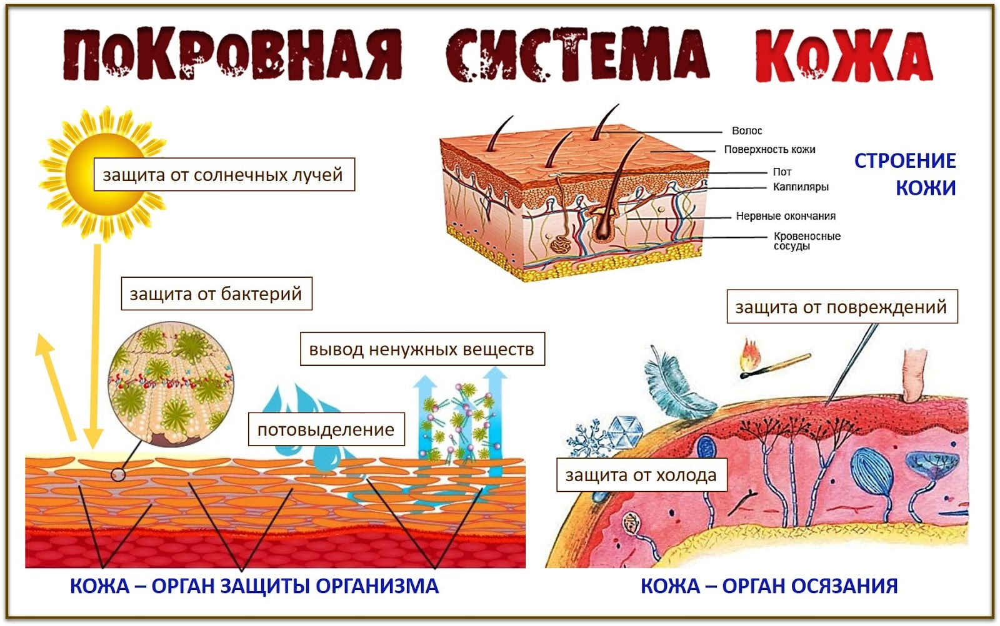 ПОКРОВНАЯ СИСТЕМА КОЖА
защита от солнечных лучей
Волос
Поверхность кожи
Пот
Каппиляры
Нервные окончания
Кровеносные
сосуды
СТРОЕНИЕ
КОЖИ
защита от бактерий
вывод ненужных веществ
потовыделение
защита от повреждений
защита от холода
КОЖА – ОРГАН ЗАЩИТЫ ОРГАНИЗМА
КОЖА – ОРГАН ОСЯЗАНИЯ